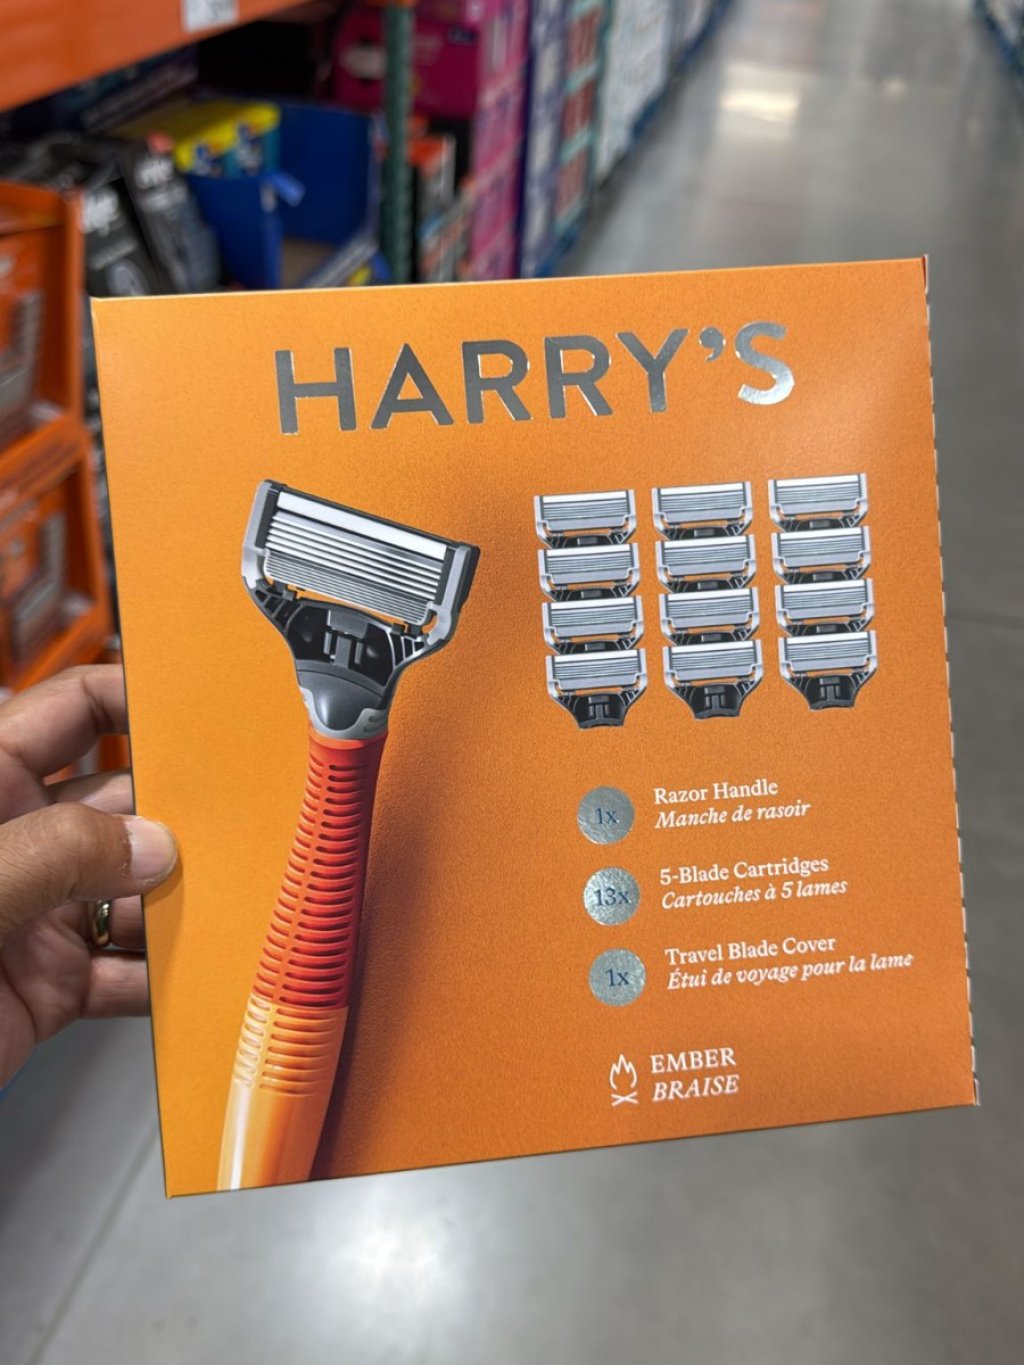 HARRY'S
1x
Razor Handle
Manche de rasoir
13x
5-Blade Cartridges
Cartouches à 5 lames
1x
Travel Blade Cover
Étui de voyage pour la lame
EMBER
BRAISE